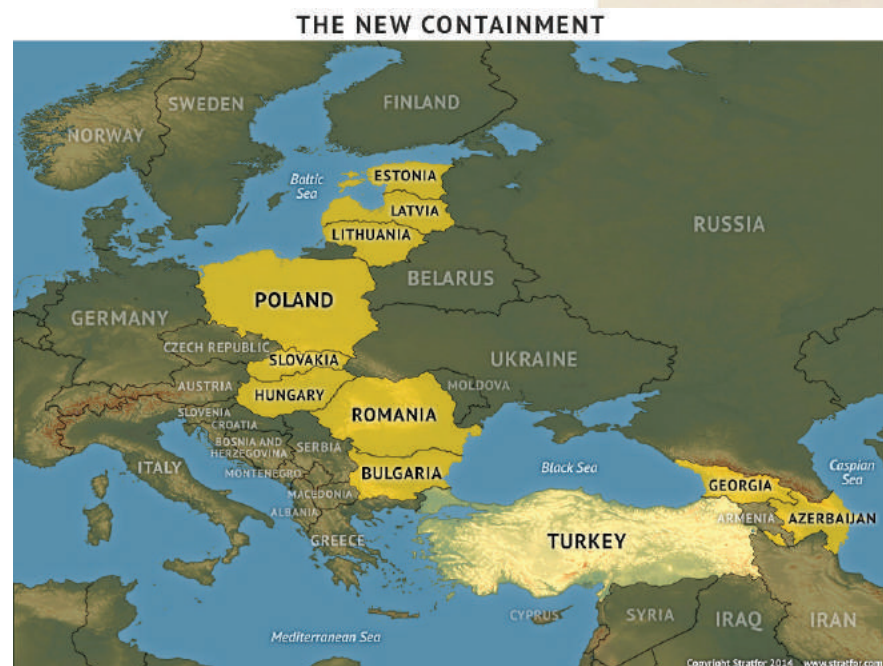 THE NEW CONTAINMENT
SWEDEN
FINLAND
NORWAY
Baltic
Sea
ESTONIA
LATVIA
LITHUANIA
RUSSIA
BELARUS
POLAND
GERMANY
CZECH REPUBLIC
SLOVAKIA
UKRAINE
AUSTRIA
HUNGARY
MOLDOVA
SLOVENIA
CROATIA
ROMANIA
BOSNIA AND
HERZEGOVINA
SERBIA
ITALY
MONTENEGRO
BULGARIA
Black Sea
Caspian
Sea
GEORGIA
MACEDONIA
ALBANIA
ARMENIA
AZERBAIJAN
GREECE
TURKEY
CYPRUS
SYRIA
IRAQ
IRAN
Mediterranean Sea
Copyright Stratfor 2014 www.stratfor.com